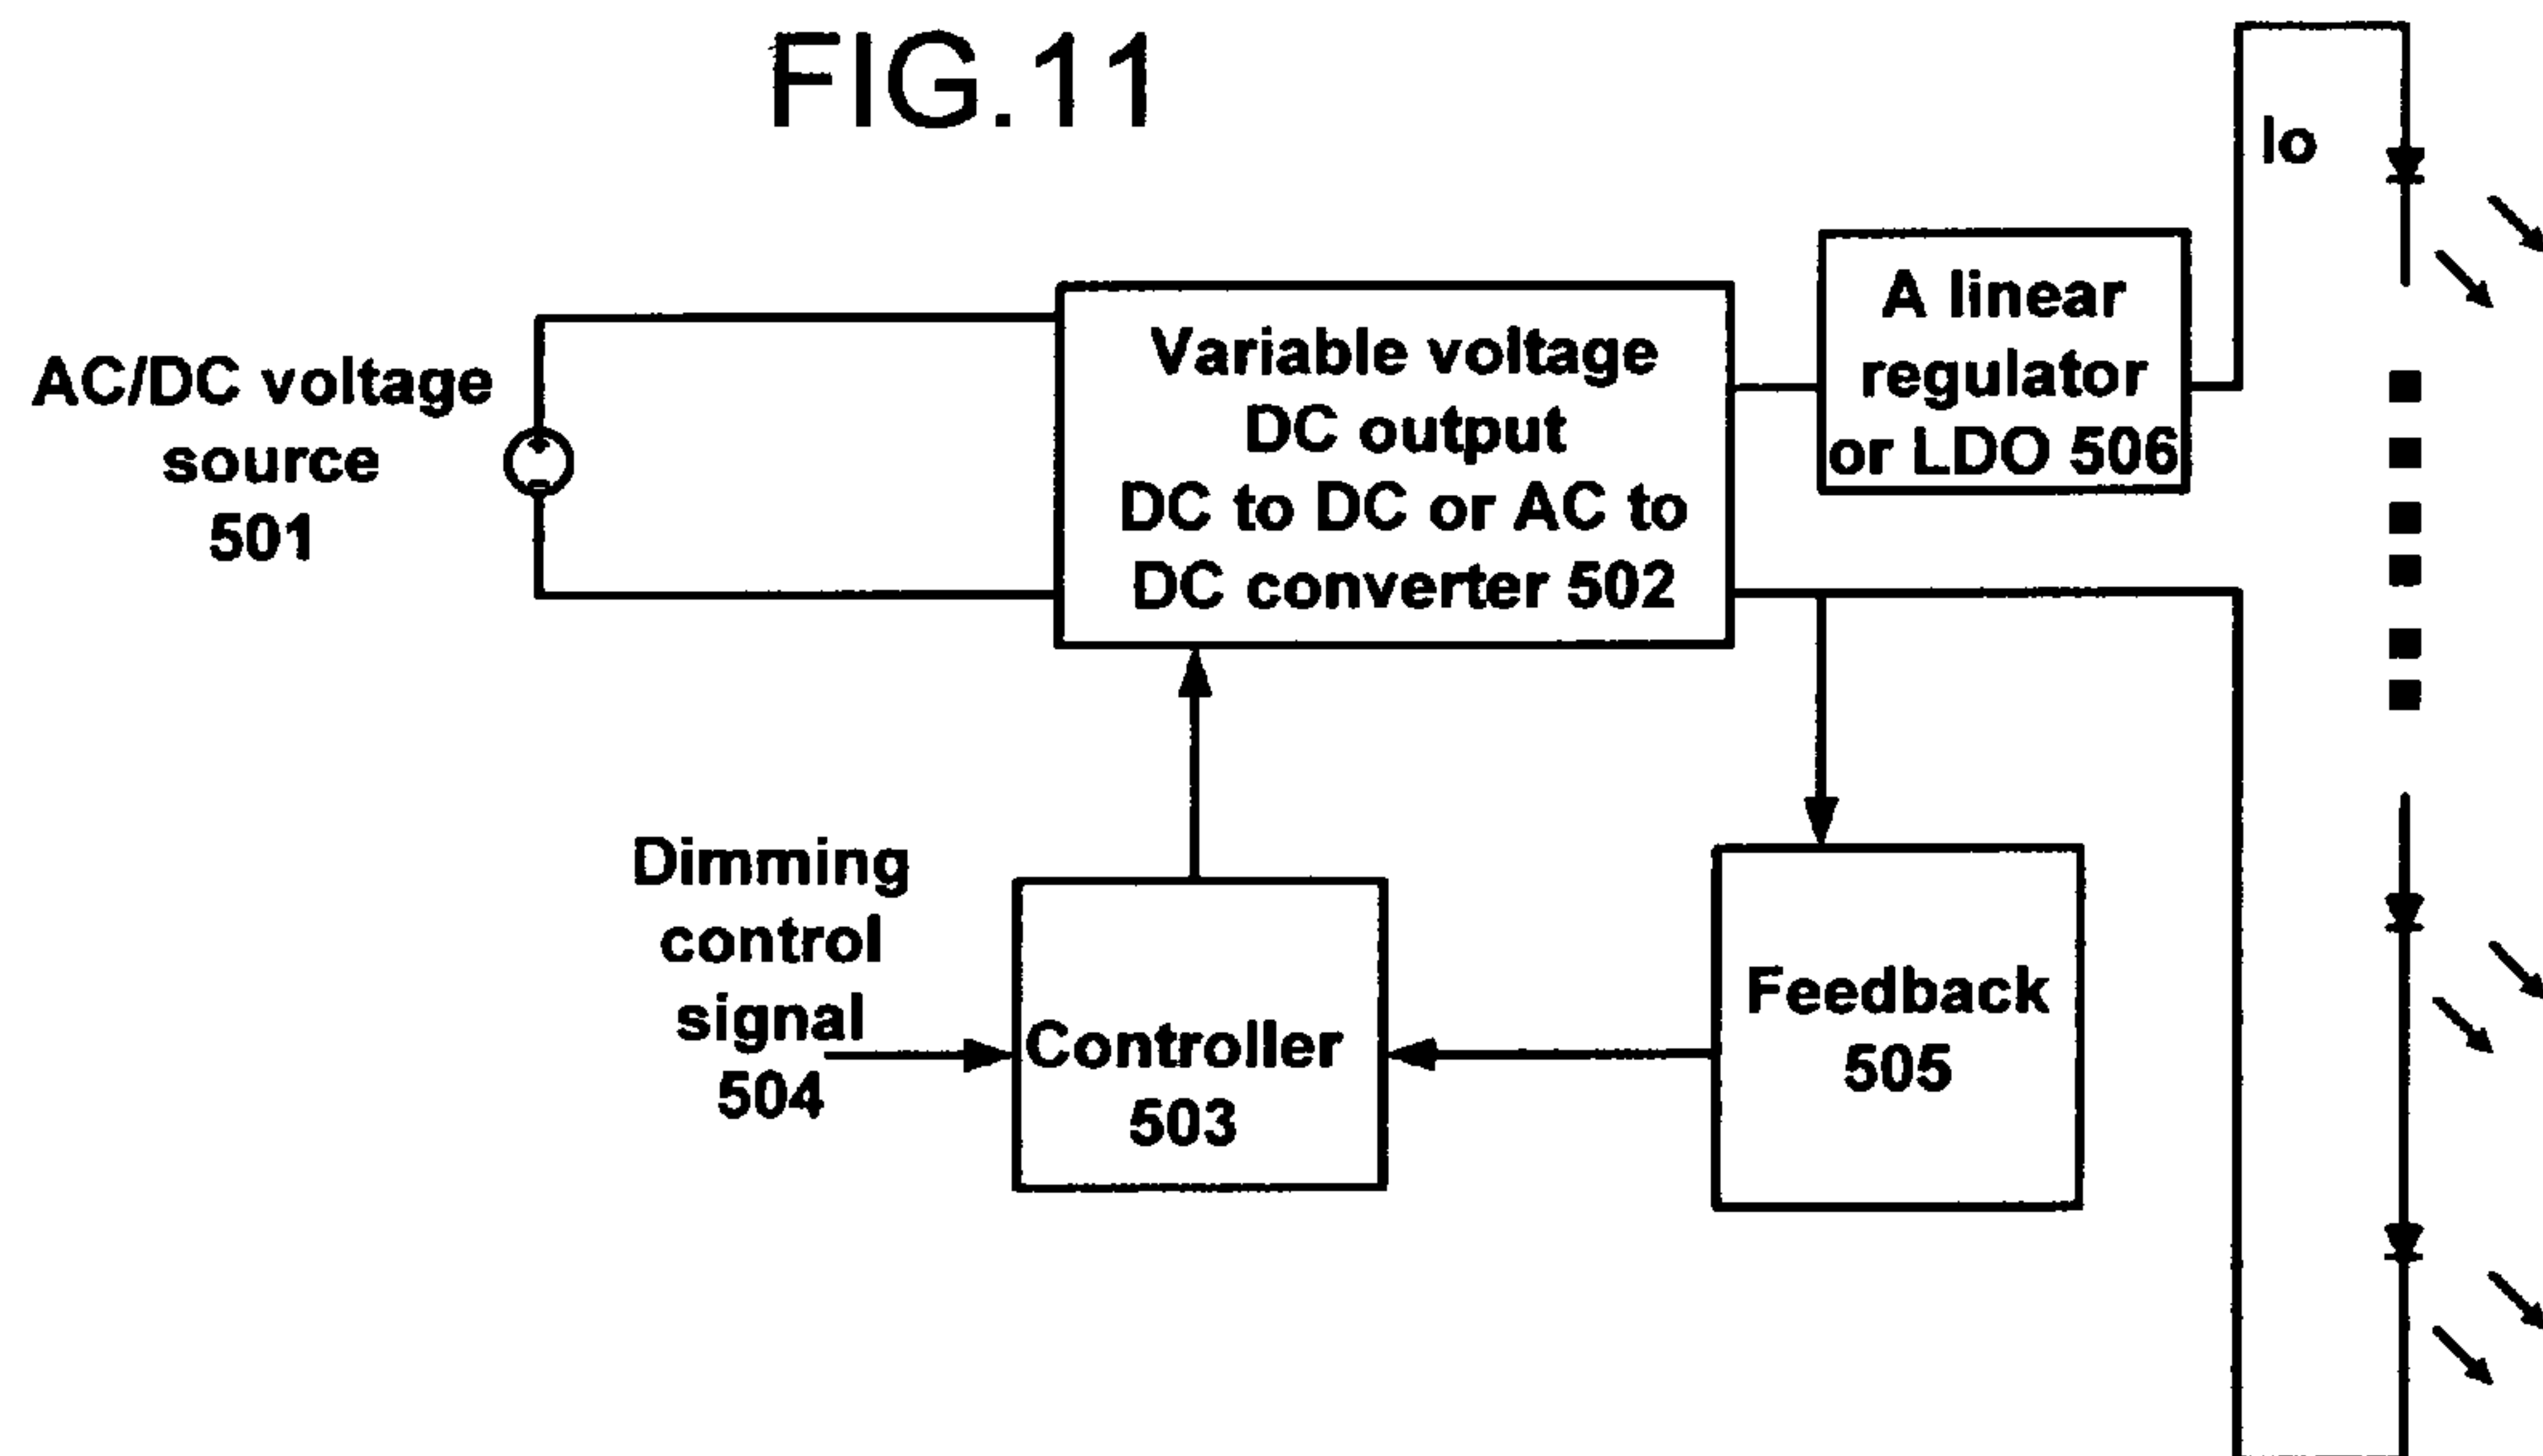 FIG.11
Io
AC/DC voltage
source
501
Variable voltage
DC output
DC to DC or AC to
DC converter 502
A linear
regulator
or LDO 506
Dimming
control
signal
504
Controller
503
Feedback
505